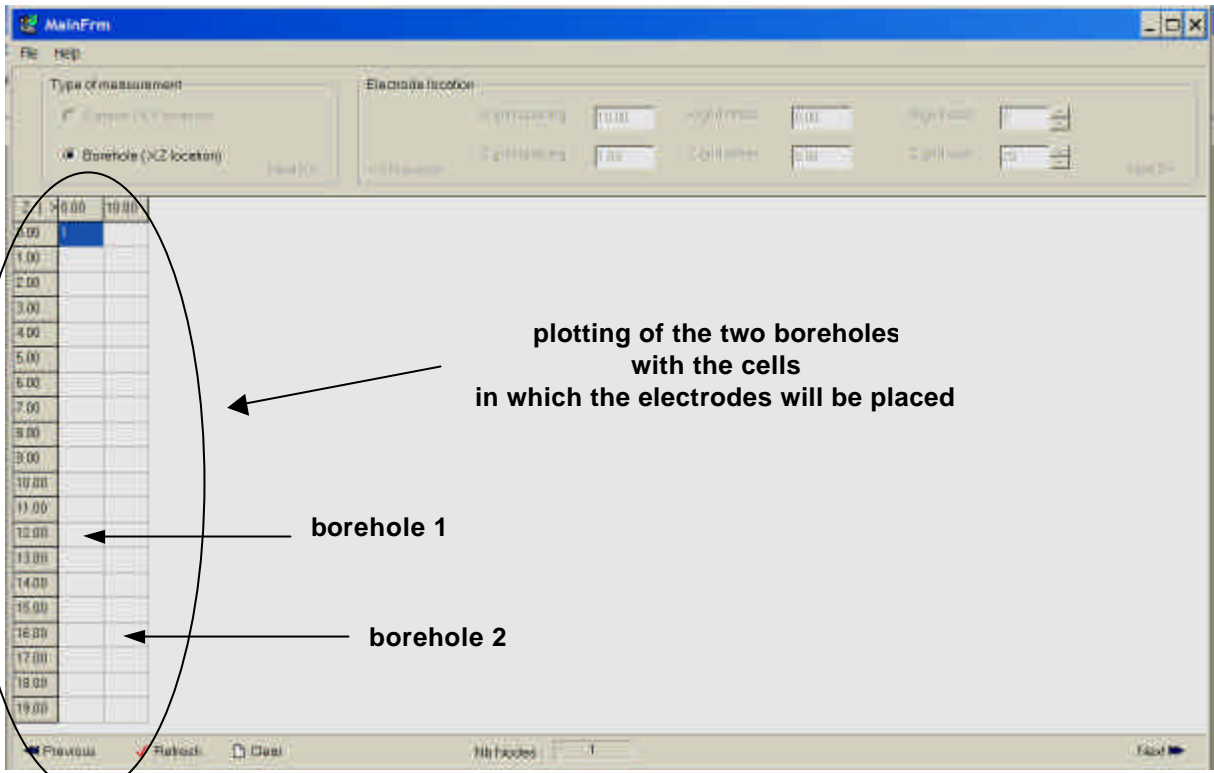 MainFrm
File Help
Type of measurement
Electrode location
Borehole (XZ location)
0.00 10.00
0.00 1
1.00
2.00
3.00
4.00
5.00
6.00
7.00
8.00
9.00
10.00
11.00
12.00
13.00
14.00
15.00
16.00
17.00
18.00
19.00
plotting of the two boreholes
with the cells
in which the electrodes will be placed
borehole 1
borehole 2
Previous Refresh Clear Nb Nodes 1 Next